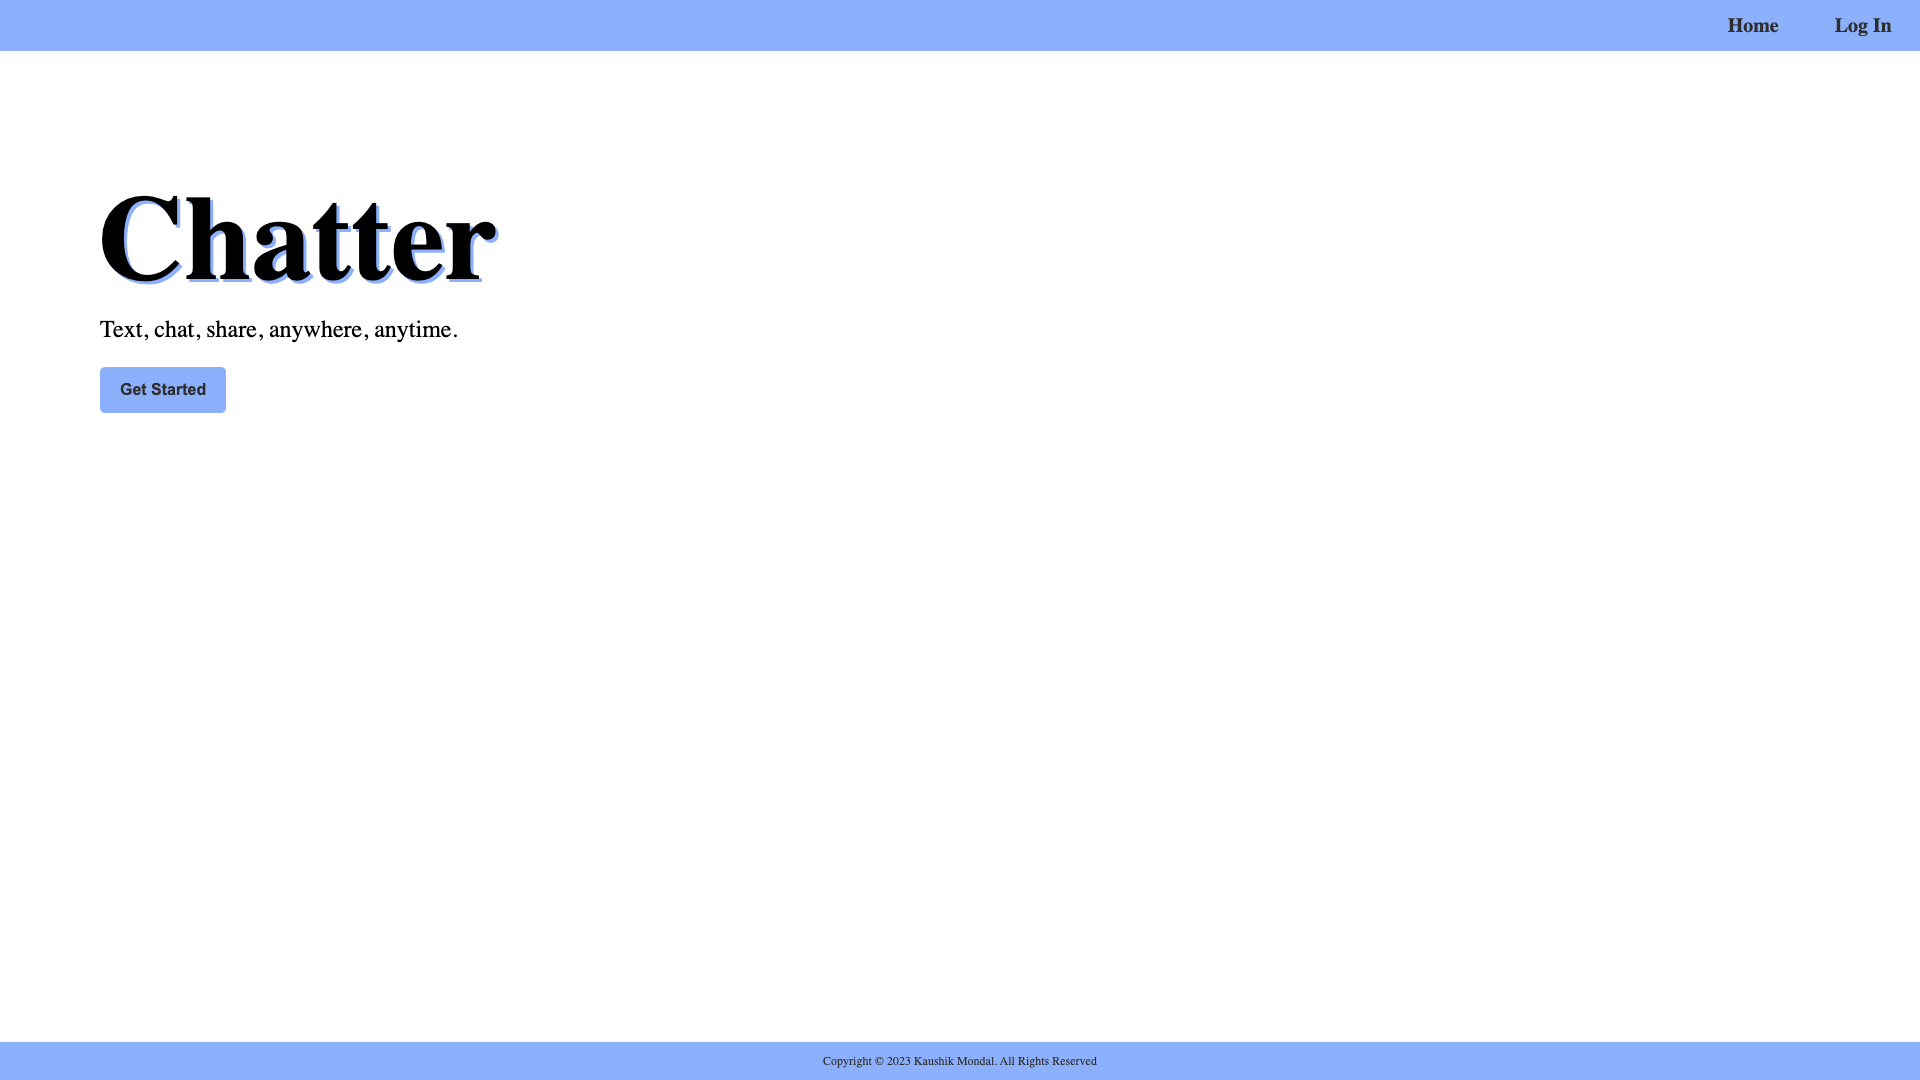 Home Log In
Chatter
Text, chat, share, anywhere, anytime.
Get Started
Copyright © 2023 Kaushik Mondal. All Rights Reserved